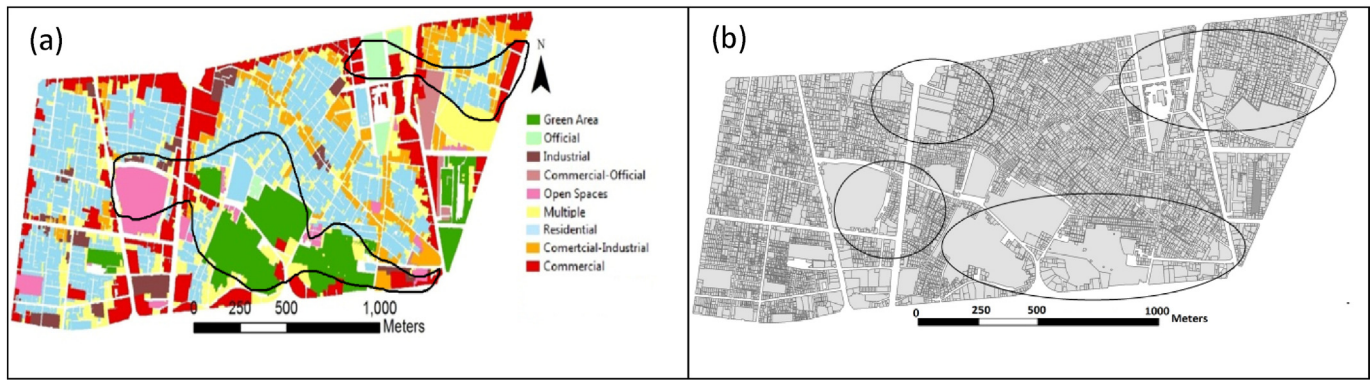 (a)
N
Green Area
Official
Industrial
Commercial-Official
Open Spaces
Multiple
Residential
Comertcial-Industrial
Commercial
0 250 500 1,000
Meters
(b)
0 250 500 1000
Meters